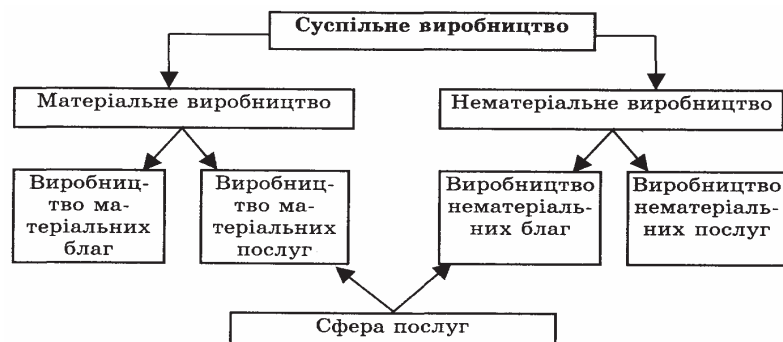 Суспільне виробництво
Матеріальне виробництво
Нематеріальне виробництво
Виробниц-
тво ма-
теріальних
благ
Виробниц-
тво ма-
теріальних
послуг
Виробництво
нематеріаль-
них благ
Виробництво
нематеріаль-
них послуг
Сфера послуг